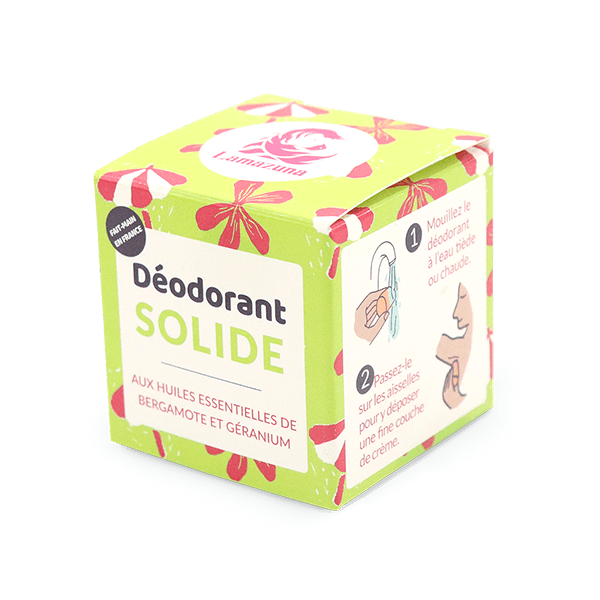 Lamazuna
FAIT-MAIN
EN FRANCE
Déodorant
SOLIDE
AUX HUILES ESSENTIELLES DE
BERGAMOTE ET GÉRANIUM
1 Mouillez le
déodorant
à l'eau tiède
ou chaude.
2 Passez-le
sur les aisselles
pour y déposer
une fine couche
de crème.